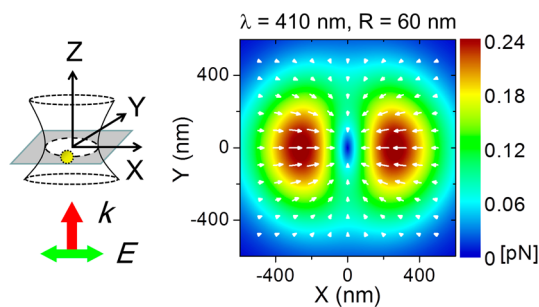 λ = 410 nm, R = 60 nm
Z
Y
X
k
E
Y (nm)
400
0
-400
-400
0
400
X (nm)
0.24
0.18
0.12
0.06
0 [pN]